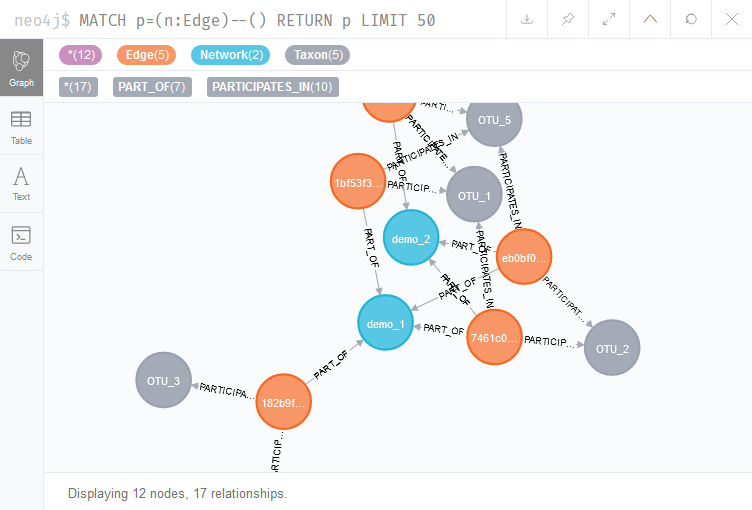 neo4j$ MATCH p=(n:Edge)--() RETURN p LIMIT 50
*(12) Edge(5) Network(2) Taxon(5)
*(17) PART_OF(7) PARTICIPATES_IN(10)
Graph
Table
Text
Code
PARTI...
OTU_5
PARTICIPATE...
PARTICIPATES_IN
PART_OF
1bf53f3...
PARTICIP...
OTU_1
PARTICIPATES_IN
demo_2
PART_OF
eb0bf0...
PART_OF
PARTICIPATES_IN
PART_OF
PART_OF
PARTICIPAT...
demo_1
PART_OF
7461c0...
PARTICIP...
OTU_2
PART_OF
OTU_3
PARTICIPA...
182b9f...
PARTICIP...
Displaying 12 nodes, 17 relationships.